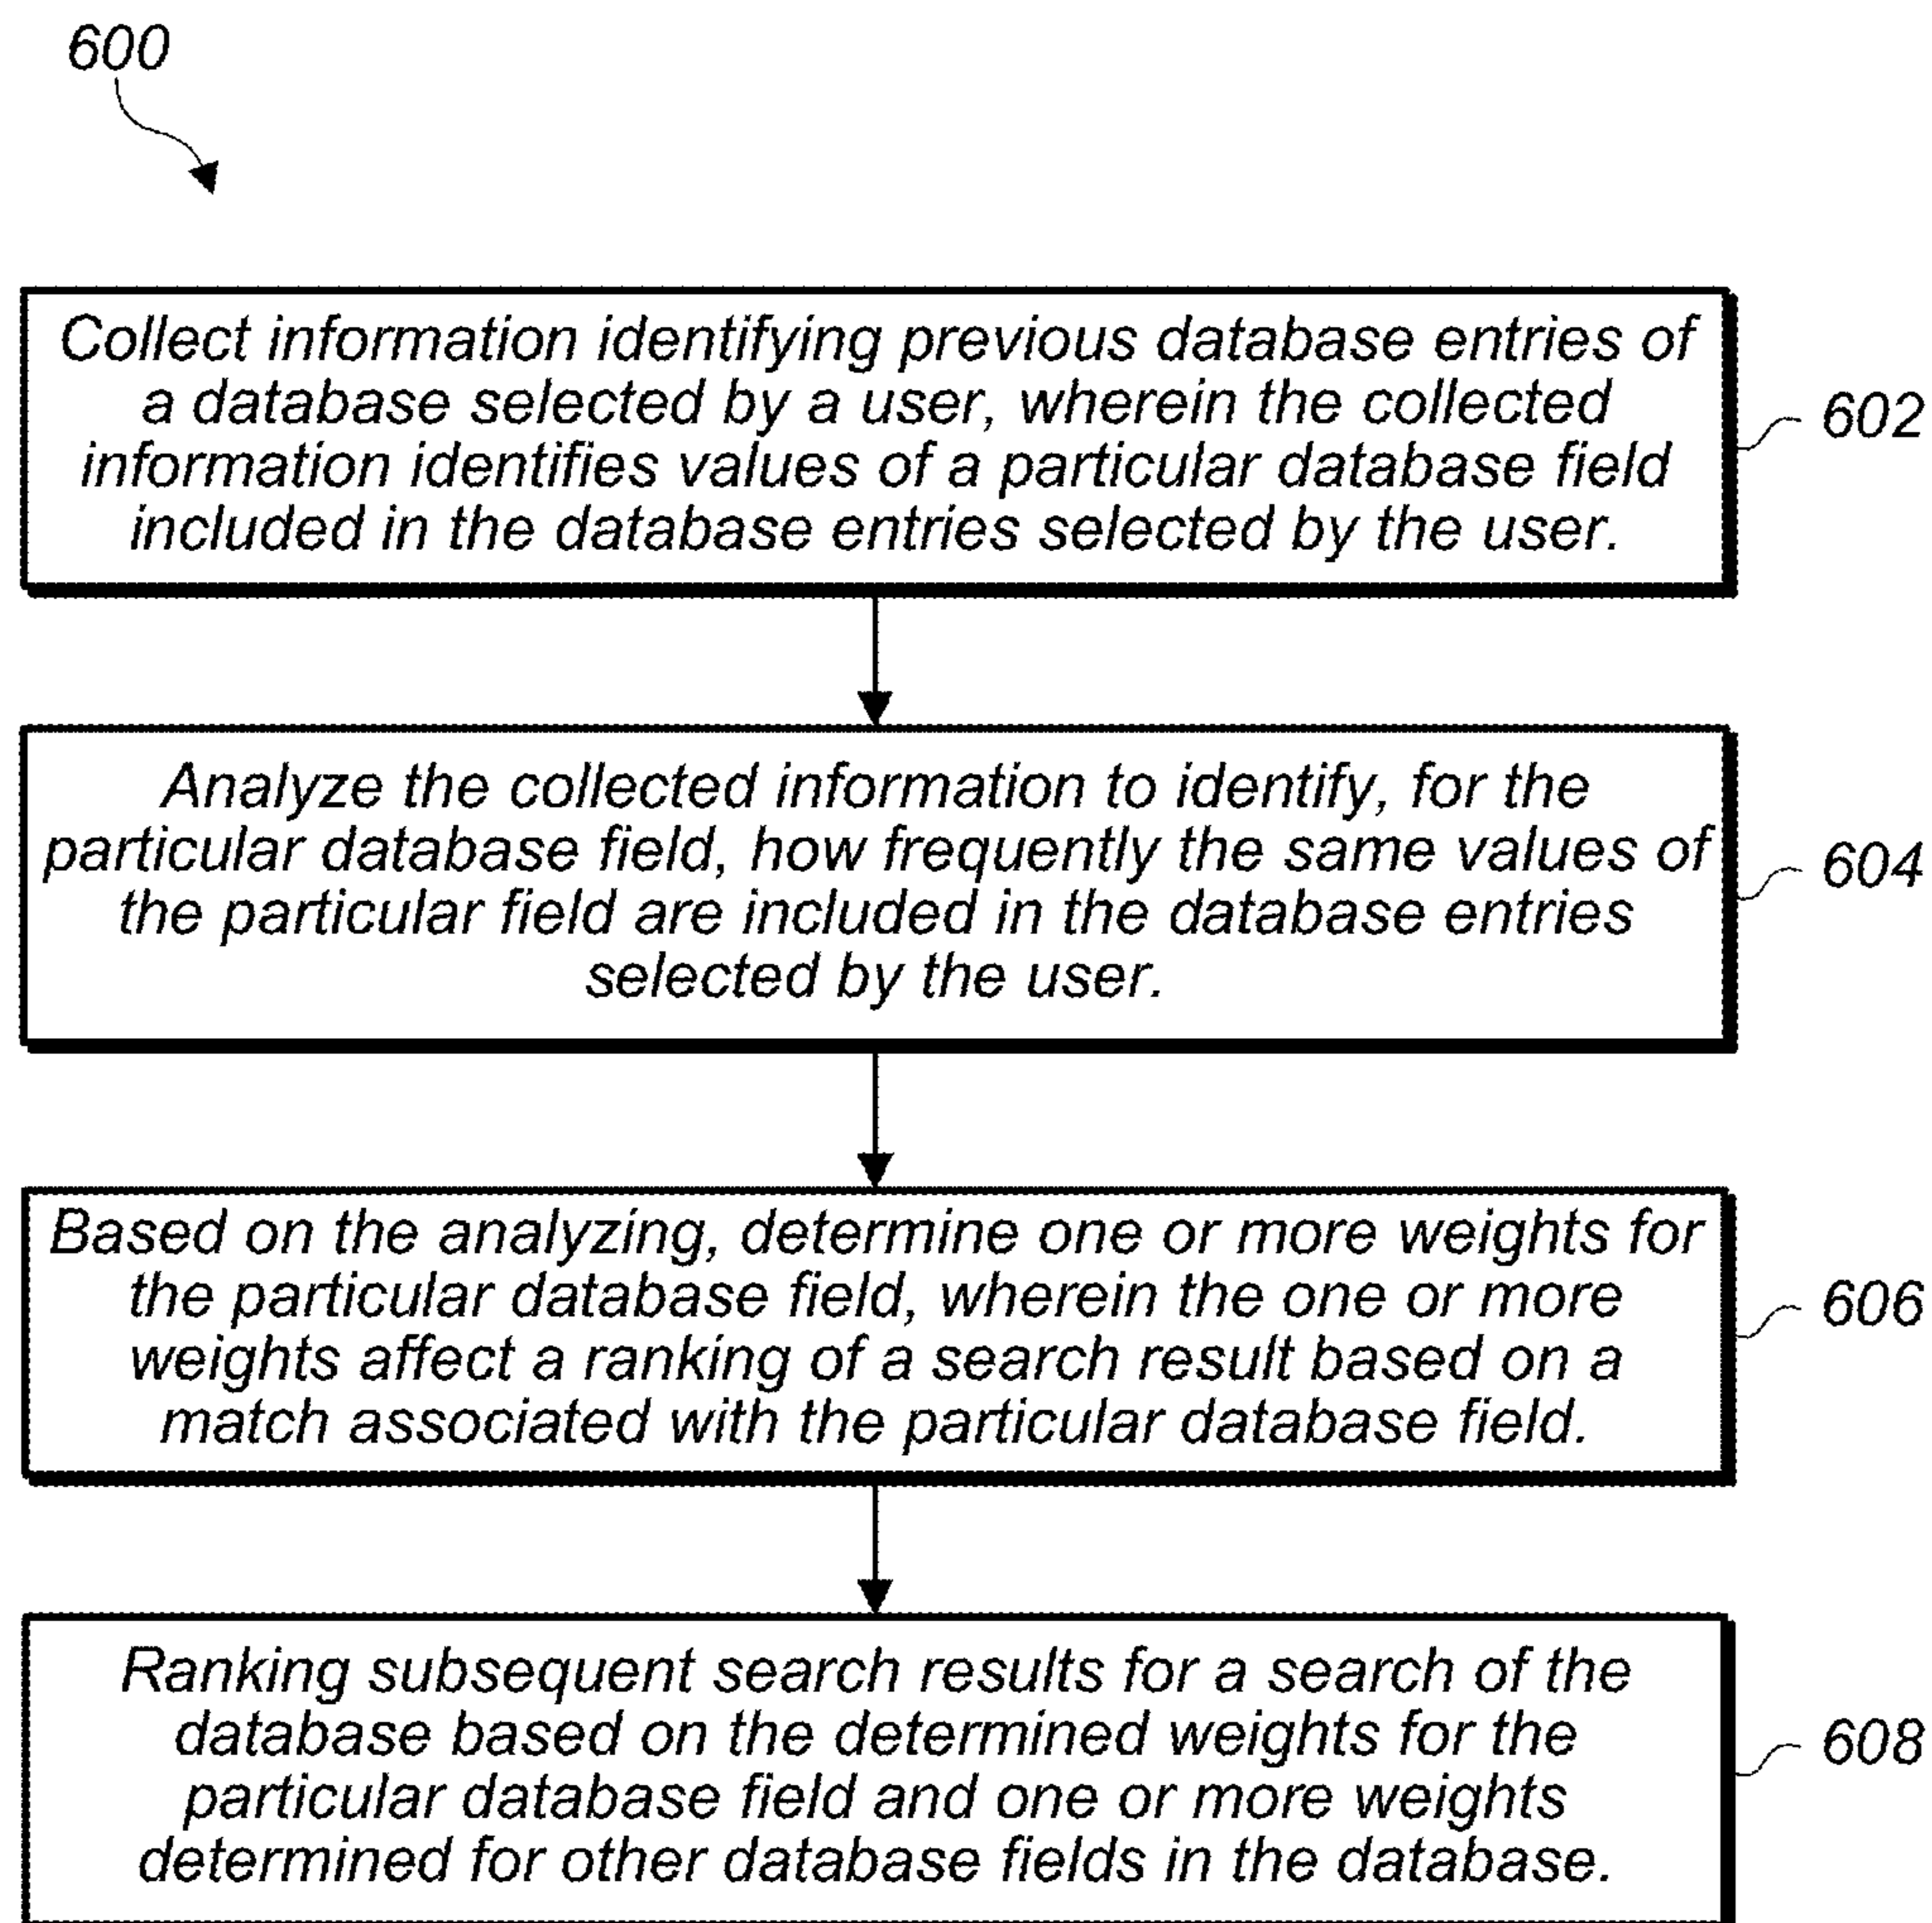 600
Collect information identifying previous database entries of
a database selected by a user, wherein the collected
information identifies values of a particular database field
included in the database entries selected by the user.
602
Analyze the collected information to identify, for the
particular database field, how frequently the same values of
the particular field are included in the database entries
selected by the user.
604
Based on the analyzing, determine one or more weights for
the particular database field, wherein the one or more
weights affect a ranking of a search result based on a
match associated with the particular database field.
606
Ranking subsequent search results for a search of the
database based on the determined weights for the
particular database field and one or more weights
determined for other database fields in the database.
608